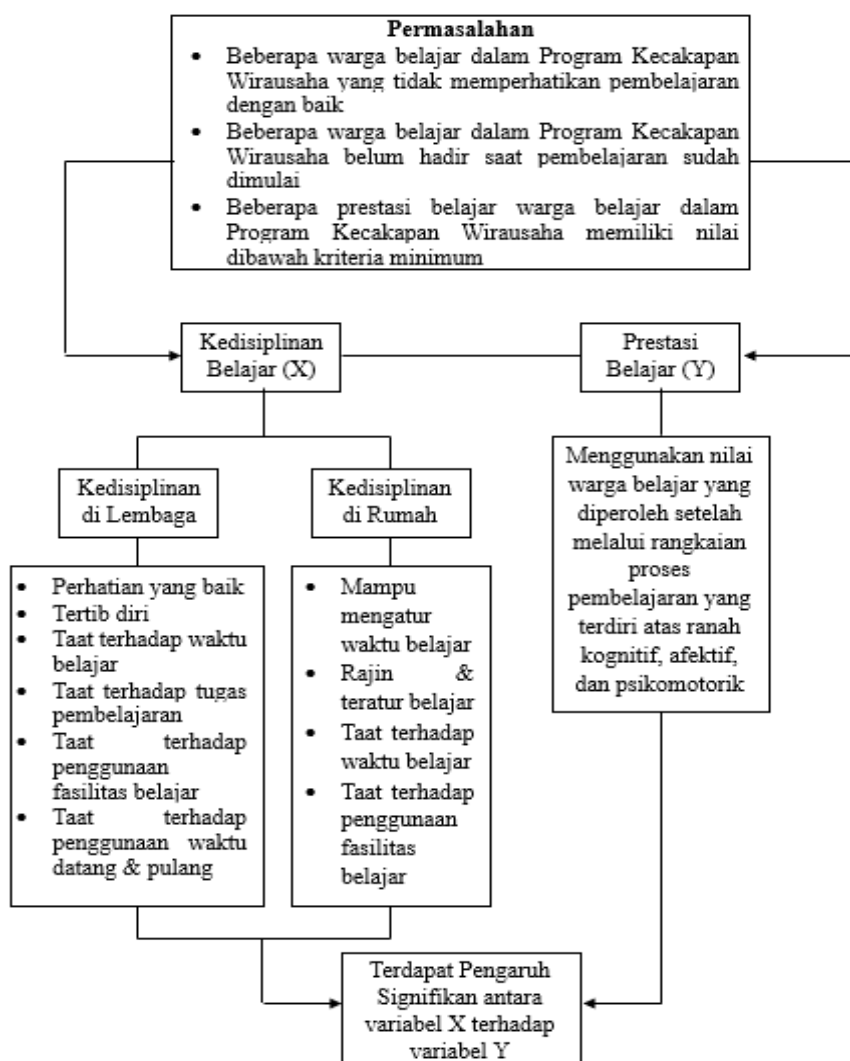 Permasalahan
• Beberapa warga belajar dalam Program Kecakapan
Wirausaha yang tidak memperhatikan pembelajaran
dengan baik
• Beberapa warga belajar dalam Program Kecakapan
Wirausaha belum hadir saat pembelajaran sudah
dimulai
• Beberapa prestasi belajar warga belajar dalam
Program Kecakapan Wirausaha memiliki nilai
dibawah kriteria minimum
Kedisiplinan
Belajar (X)
Prestasi
Belajar (Y)
Kedisiplinan
di Lembaga
Kedisiplinan
di Rumah
Menggunakan nilai
warga belajar yang
diperoleh setelah
melalui rangkaian
proses
pembelajaran yang
terdiri atas ranah
kognitif, afektif,
dan psikomotorik
• Perhatian yang baik
• Tertib diri
• Taat terhadap waktu
belajar
• Taat terhadap tugas
pembelajaran
• Taat terhadap
penggunaan
fasilitas belajar
• Taat terhadap
penggunaan waktu
datang & pulang
• Mampu
mengatur
waktu belajar
• Rajin &
teratur belajar
• Taat terhadap
waktu belajar
• Taat terhadap
penggunaan
fasilitas
belajar
Terdapat Pengaruh
Signifikan antara
variabel X terhadap
variabel Y